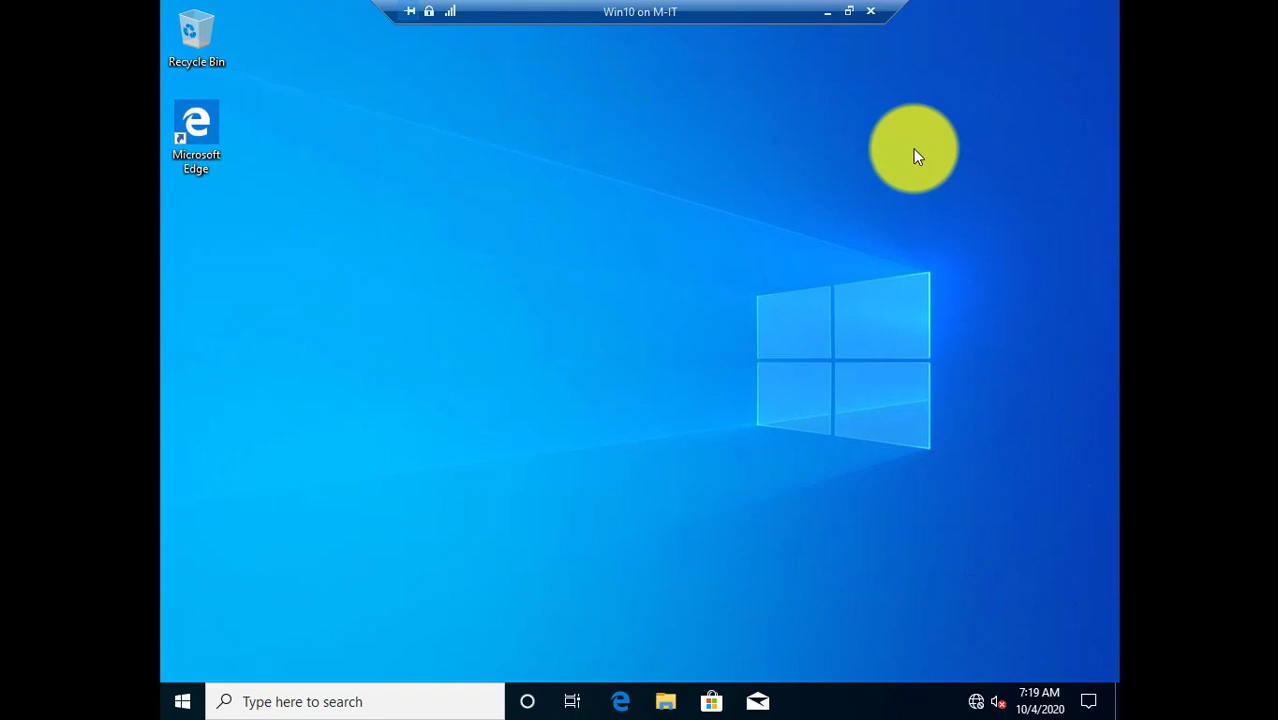 Win10 on M-IT
Recycle Bin
Microsoft
Edge
Type here to search
7:19 AM
10/4/2020